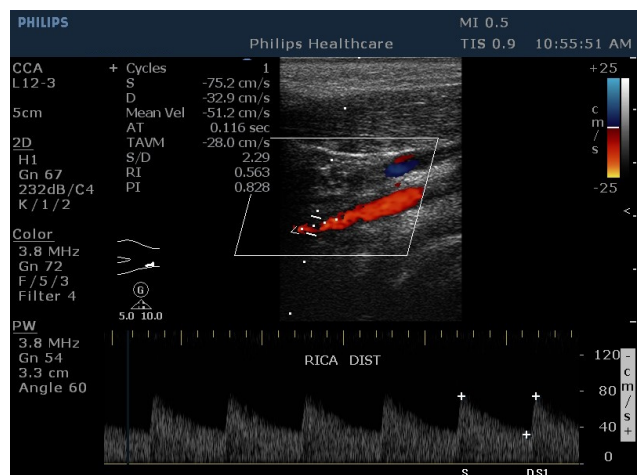 PHILIPS
MI 0.5
Philips Healthcare
TIS 0.9 10:55:51 AM
CCA
L12-3
5cm
2D
H1
Gn 67
232dB/C4
K/1/2
Color
3.8 MHz
Gn 72
F/5/3
Filter 4
PW
3.8 MHz
Gn 54
3.3 cm
Angle 60
+ Cycles 1
S -75.2 cm/s
D -32.9 cm/s
Mean Vel -51.2 cm/s
AT 0.116 sec
TAVM -28.0 cm/s
S/D 2.29
RI 0.563
PI 0.828
+25
cm/s
-25
G
5.0 10.0
RICA DIST
120
80
40
0
- cm/s +
S
D S1